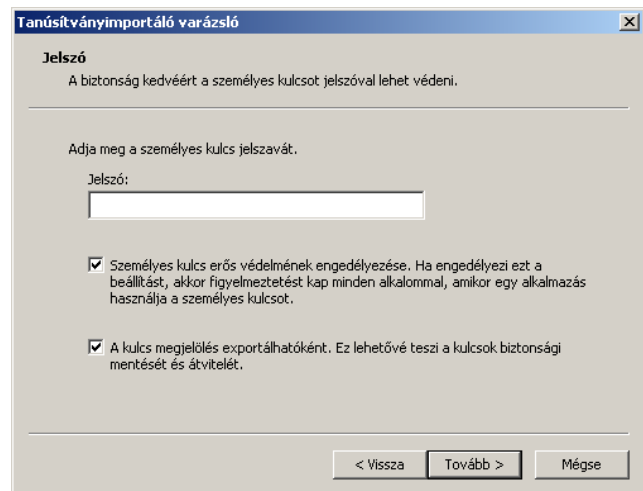 Tanúsítványimportáló varázsló
Jelszó
A biztonság kedvéért a személyes kulcsot jelszóval lehet védeni.
Adja meg a személyes kulcs jelszavát.
Jelszó:
Személyes kulcs erős védelmének engedélyezése. Ha engedélyezi ezt a
beállítást, akkor figyelmeztetést kap minden alkalommal, amikor egy alkalmazás
használja a személyes kulcsot.
A kulcs megjelölés exportálhatóként. Ez lehetővé teszi a kulcsok biztonsági
mentését és átvitelét.
< Vissza Tovább > Mégse